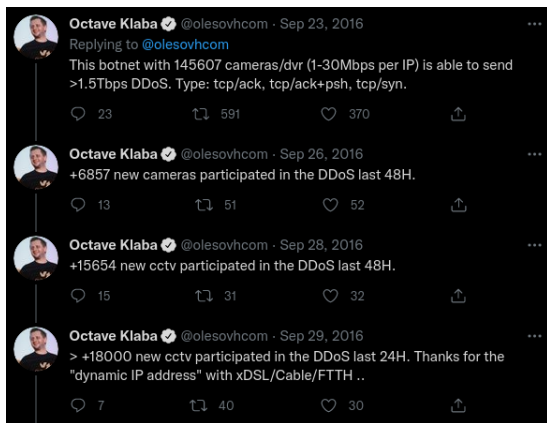 Octave Klaba @olesovhcom · Sep 23, 2016
Replying to @olesovhcom
This botnet with 145607 cameras/dvr (1-30Mbps per IP) is able to send
>1.5Tbps DDoS. Type: tcp/ack, tcp/ack+psh, tcp/syn.
23 591 370
Octave Klaba @olesovhcom · Sep 26, 2016
+6857 new cameras participated in the DDoS last 48H.
13 51 52
Octave Klaba @olesovhcom · Sep 28, 2016
+15654 new cctv participated in the DDoS last 48H.
15 31 32
Octave Klaba @olesovhcom · Sep 29, 2016
> +18000 new cctv participated in the DDoS last 24H. Thanks for the
"dynamic IP address" with xDSL/Cable/FTTH ..
7 40 30